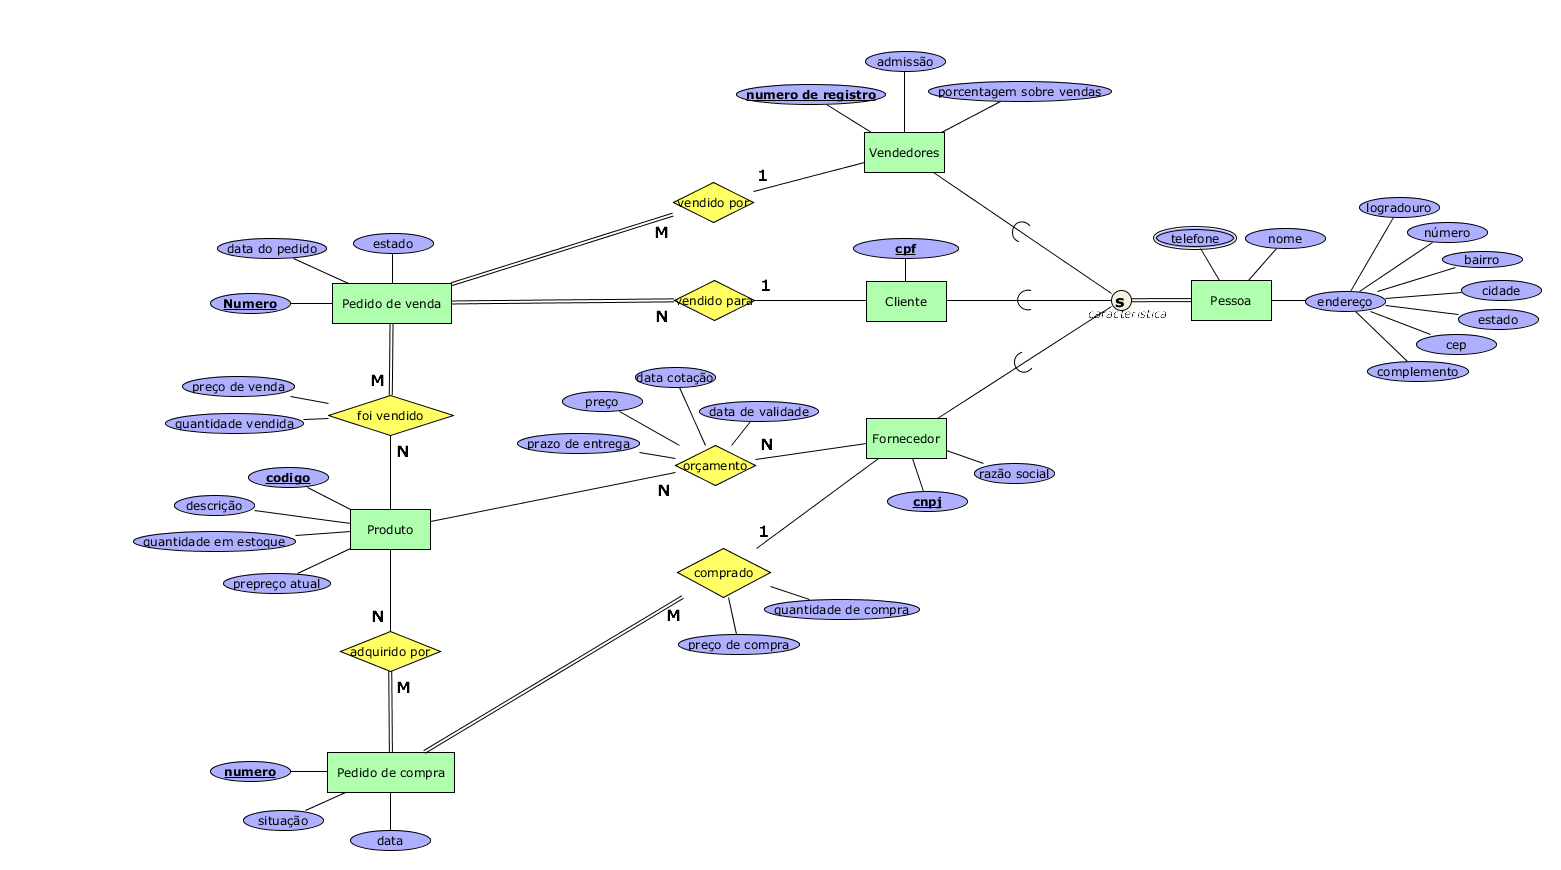 admissão
numero de registro
porcentagem sobre vendas
Vendedores
1
vendido por
M
logradouro
número
bairro
cidade
endereço
estado
cep
complemento
telefone
nome
Pessoa
S
característica
data do pedido
estado
Numero
Pedido de venda
cpf
1
vendido para
N
Cliente
M
preço de venda
quantidade vendida
foi vendido
N
data cotação
preço
data de validade
prazo de entrega
orçamento
N
N
Fornecedor
razão social
cnpj
codigo
descrição
quantidade em estoque
prepreço atual
Produto
1
comprado
M
quantidade de compra
preço de compra
N
adquirido por
M
numero
Pedido de compra
situação
data